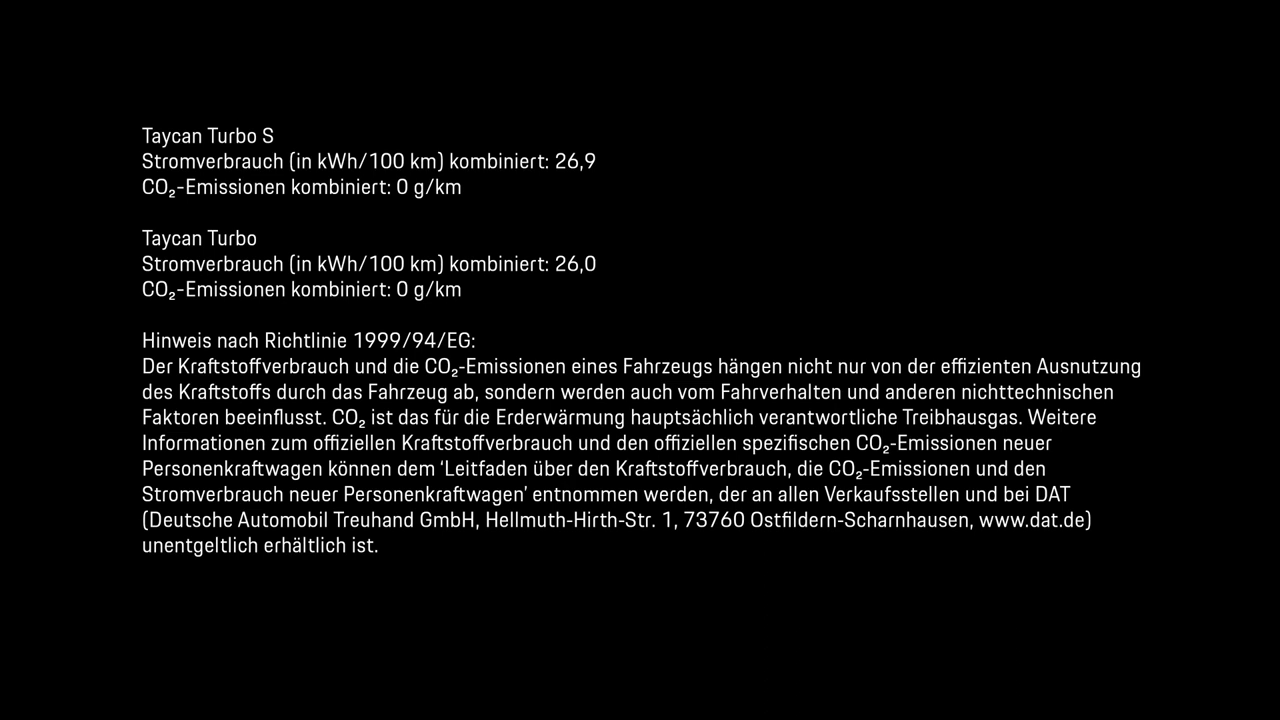 Taycan Turbo S
Stromverbrauch (in kWh/100 km) kombiniert: 26,9
CO₂-Emissionen kombiniert: 0 g/km
Taycan Turbo
Stromverbrauch (in kWh/100 km) kombiniert: 26,0
CO₂-Emissionen kombiniert: 0 g/km
Hinweis nach Richtlinie 1999/94/EG:
Der Kraftstoffverbrauch und die CO₂-Emissionen eines Fahrzeugs hängen nicht nur von der effizienten Ausnutzung
des Kraftstoffs durch das Fahrzeug ab, sondern werden auch vom Fahrverhalten und anderen nichttechnischen
Faktoren beeinflusst. CO₂ ist das für die Erderwärmung hauptsächlich verantwortliche Treibhausgas. Weitere
Informationen zum offiziellen Kraftstoffverbrauch und den offiziellen spezifischen CO₂-Emissionen neuer
Personenkraftwagen können dem ‘Leitfaden über den Kraftstoffverbrauch, die CO₂-Emissionen und den
Stromverbrauch neuer Personenkraftwagen’ entnommen werden, der an allen Verkaufsstellen und bei DAT
(Deutsche Automobil Treuhand GmbH, Hellmuth-Hirth-Str. 1, 73760 Ostfildern-Scharnhausen, www.dat.de)
unentgeltlich erhältlich ist.